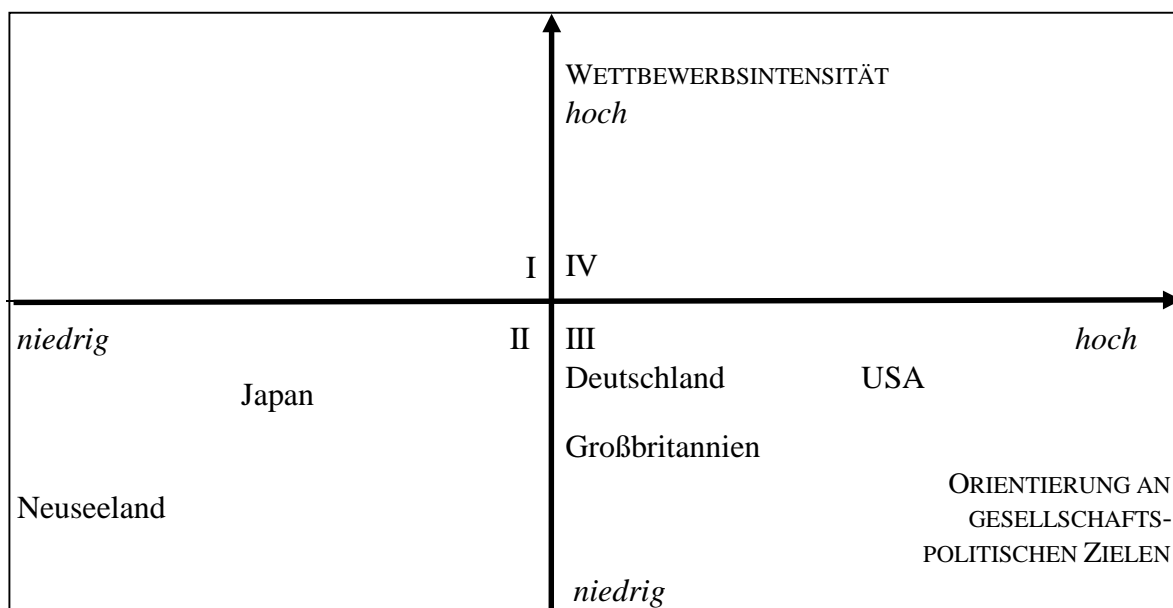 WETTBEWERBSINTENSITÄT
hoch
I IV
niedrig II III hoch
Deutschland USA
Japan
Großbritannien
Neuseeland
ORIENTIERUNG AN
GESELLSCHAFTS-
POLITISCHEN ZIELEN
niedrig